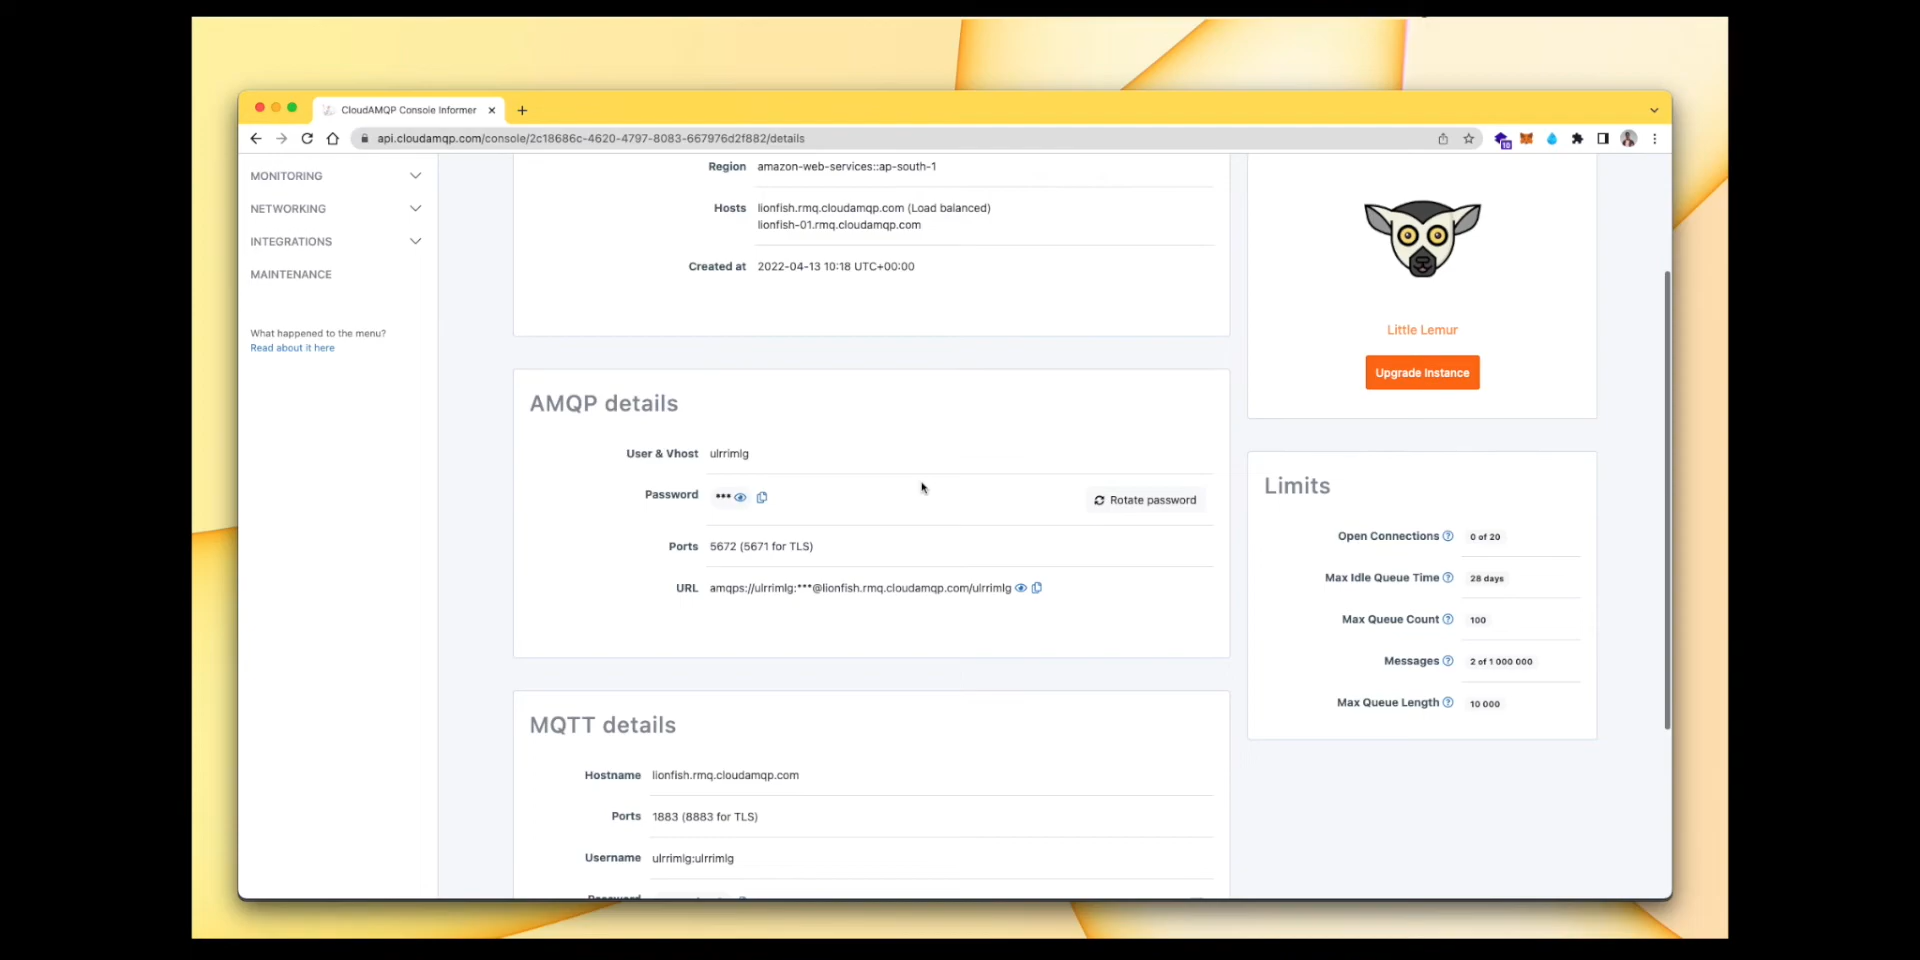 CloudAMQP Console Informer
api.cloudamqp.com/console/2c18686c-4620-4797-8083-667976d2f882/details
10
MONITORING
NETWORKING
INTEGRATIONS
MAINTENANCE
What happened to the menu?
Read about it here
Region amazon-web-services::ap-south-1
Hosts lionfish.rmq.cloudamqp.com (Load balanced)
lionfish-01.rmq.cloudamqp.com
Created at 2022-04-13 10:18 UTC+00:00
AMQP details
User & Vhost ulrrimlg
Password ***
Rotate password
Ports 5672 (5671 for TLS)
URL amqps://ulrrimlg:***@lionfish.rmq.cloudamqp.com/ulrrimlg
MQTT details
Hostname lionfish.rmq.cloudamqp.com
Ports 1883 (8883 for TLS)
Username ulrrimlg:ulrrimlg
Password
Little Lemur
Upgrade Instance
Limits
Open Connections ? 0 of 20
Max Idle Queue Time ? 28 days
Max Queue Count ? 100
Messages ? 2 of 1 000 000
Max Queue Length ? 10 000